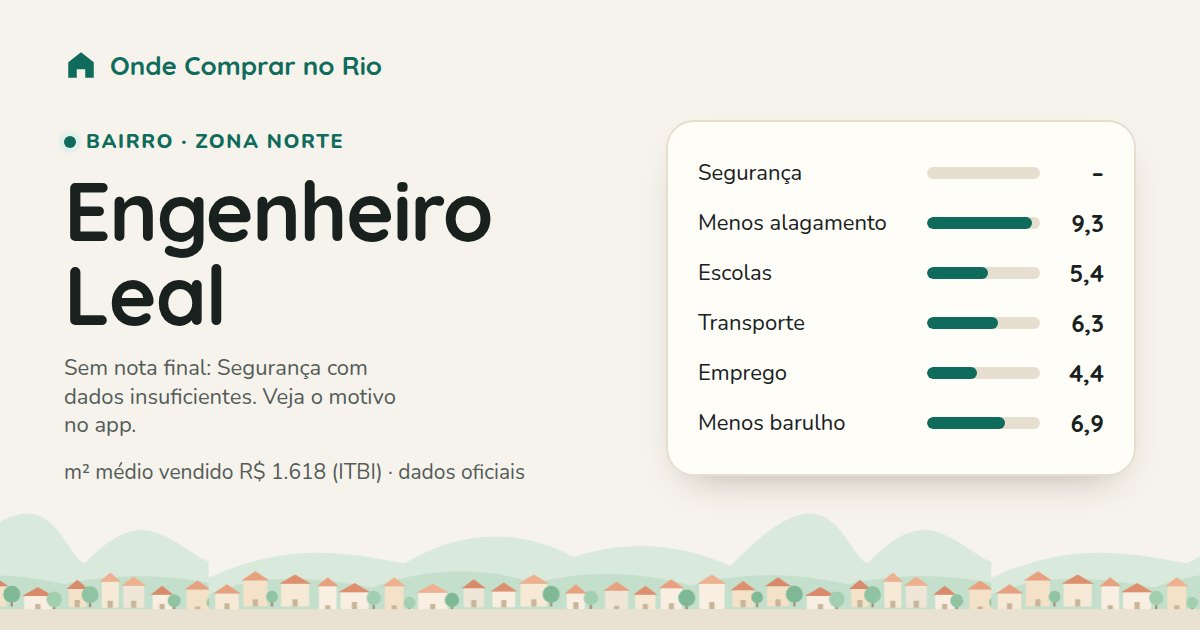 Onde Comprar no Rio
BAIRRO · ZONA NORTE
Engenheiro
Leal
Sem nota final: Segurança com
dados insuficientes. Veja o motivo
no app.
m² médio vendido R$ 1.618 (ITBI) · dados oficiais
Segurança –
Menos alagamento 9,3
Escolas 5,4
Transporte 6,3
Emprego 4,4
Menos barulho 6,9